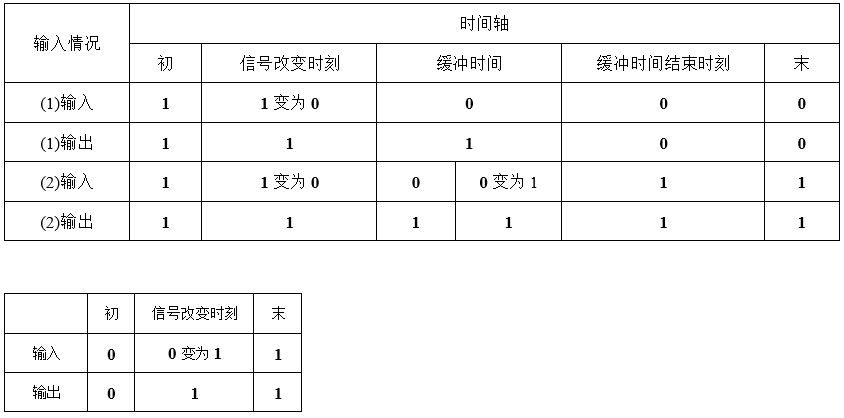 输入情况 时间轴
初 信号改变时刻 缓冲时间 缓冲时间结束时刻 末
(1)输入 1 1变为0 0 0 0
(1)输出 1 1 1 0 0
(2)输入 1 1变为0 0 0变为1 1 1
(2)输出 1 1 1 1 1 1
初 信号改变时刻 末
输入 0 0变为1 1
输出 0 1 1